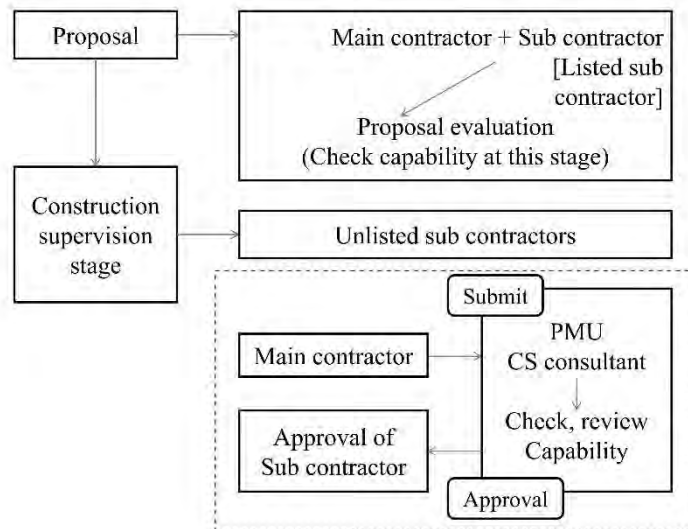 Proposal
Main contractor + Sub contractor
[Listed sub
contractor]
Proposal evaluation
(Check capability at this stage)
Construction
supervision
stage
Unlisted sub contractors
Submit
Main contractor
PMU
CS consultant
Check, review
Capability
Approval of
Sub contractor
Approval